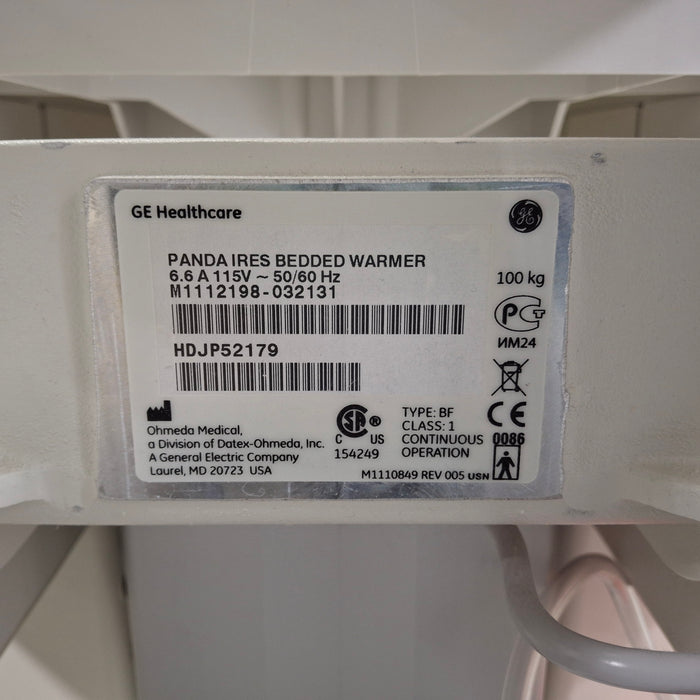 GE Healthcare
GE
PANDA IRES BEDDED WARMER
6.6 A 115V ~ 50/60 Hz
M1112198-032131
100 kg
HDJP52179
ИМ24
Ohmeda Medical,
a Division of Datex-Ohmeda, Inc.
A General Electric Company
Laurel, MD 20723 USA
SA ®
C US
154249
TYPE: BF
CLASS: 1
CONTINUOUS
OPERATION
CE
0086
M1110849 REV 005 USN